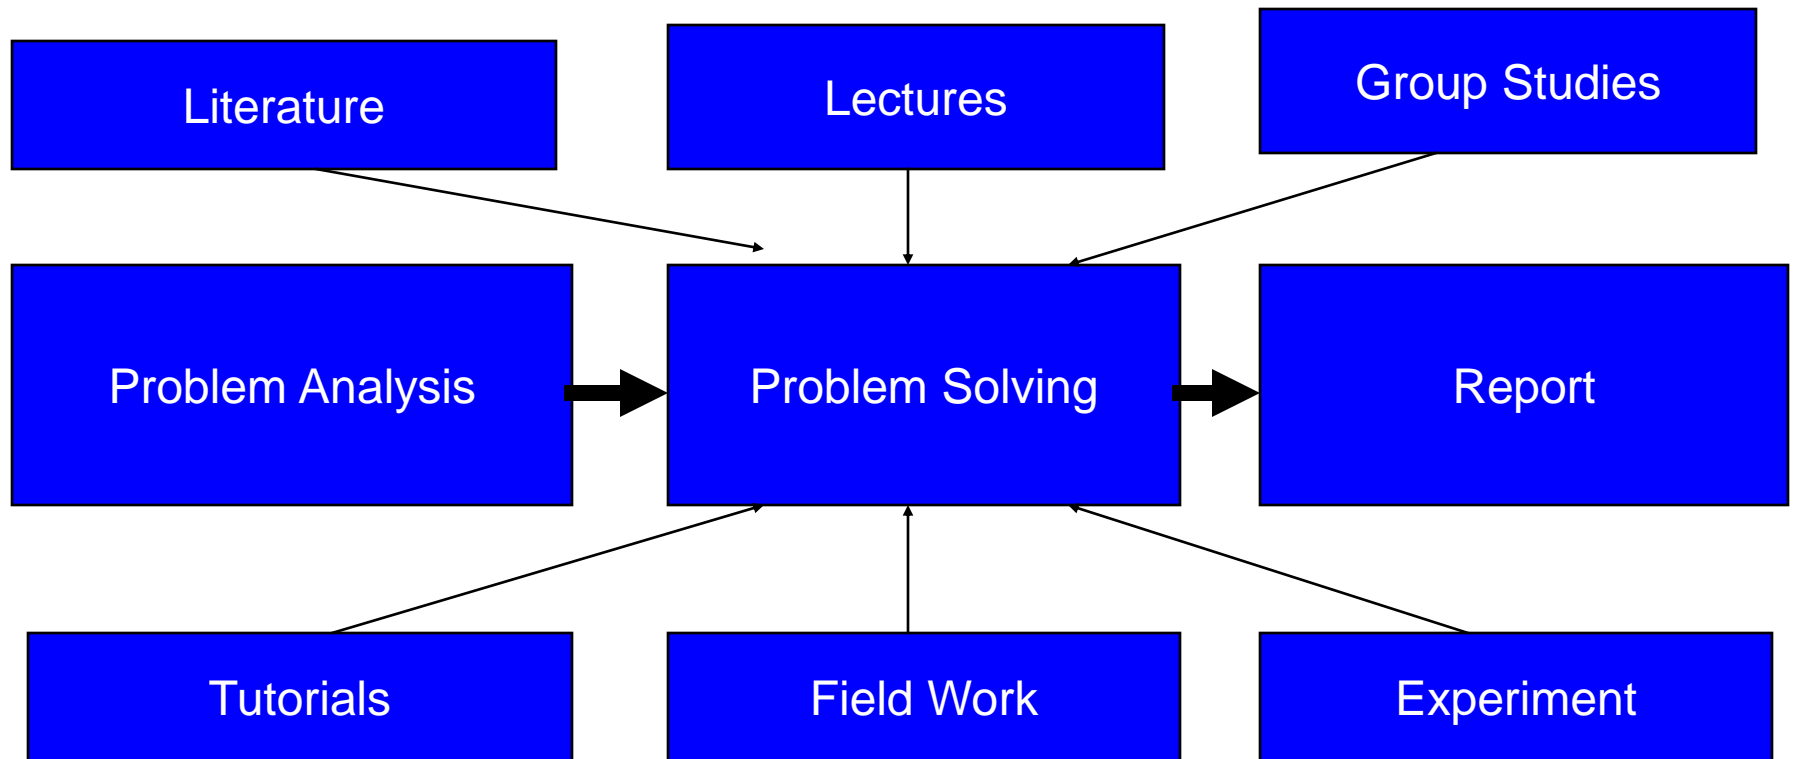 Literature
Lectures
Group Studies
Problem Analysis
Problem Solving
Report
Tutorials
Field Work
Experiment